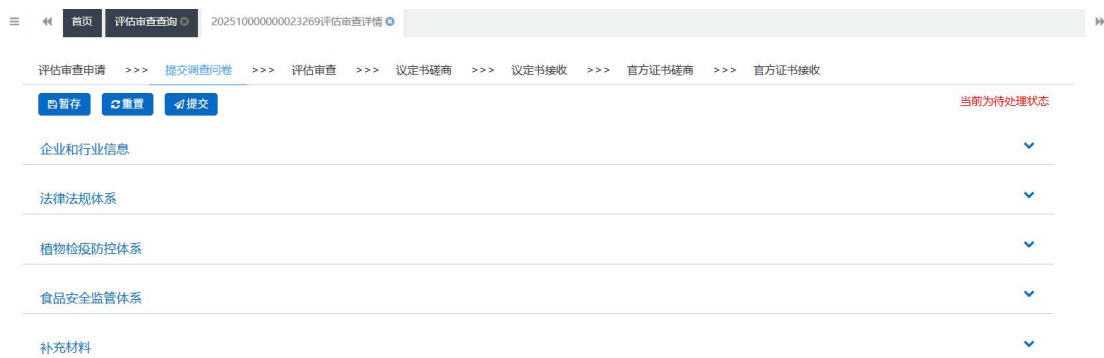 首页 评估审查查询 202510000000023269评估审查详情
评估审查申请 >>> 提交调查问卷 >>> 评估审查 >>> 议定书磋商 >>> 议定书接收 >>> 官方证书磋商 >>> 官方证书接收
暂存 重置 提交 当前为待处理状态
企业和行业信息
法律法规体系
植物检疫防控体系
食品安全监管体系
补充材料